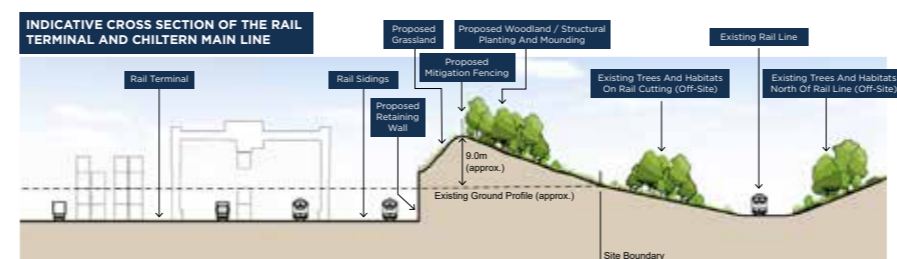 INDICATIVE CROSS SECTION OF THE RAIL
TERMINAL AND CHILTERN MAIN LINE
Proposed
Grassland
Proposed Woodland / Structural
Planting And Mounding
Existing Rail Line
Rail Terminal
Rail Sidings
Proposed
Mitigation Fencing
Existing Trees And Habitats
On Rail Cutting (Off-Site)
Existing Trees And Habitats
North Of Rail Line (Off-Site)
Proposed
Retaining
Wall
9.0m
(approx.)
Existing Ground Profile (approx.)
Site Boundary